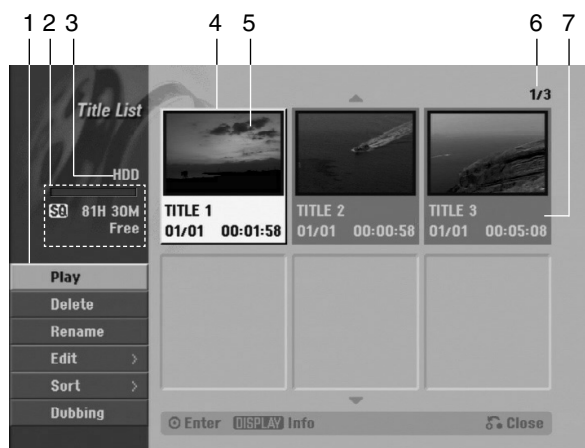 1 2 3 4 5 6 7
Title List
1/3
HDD
SQ 81H 30M
Free
TITLE 1
01/01 00:01:58
TITLE 2
01/01 00:00:58
TITLE 3
01/01 00:05:08
Play
Delete
Rename
Edit >
Sort >
Dubbing
Enter DISPLAY Info
Close